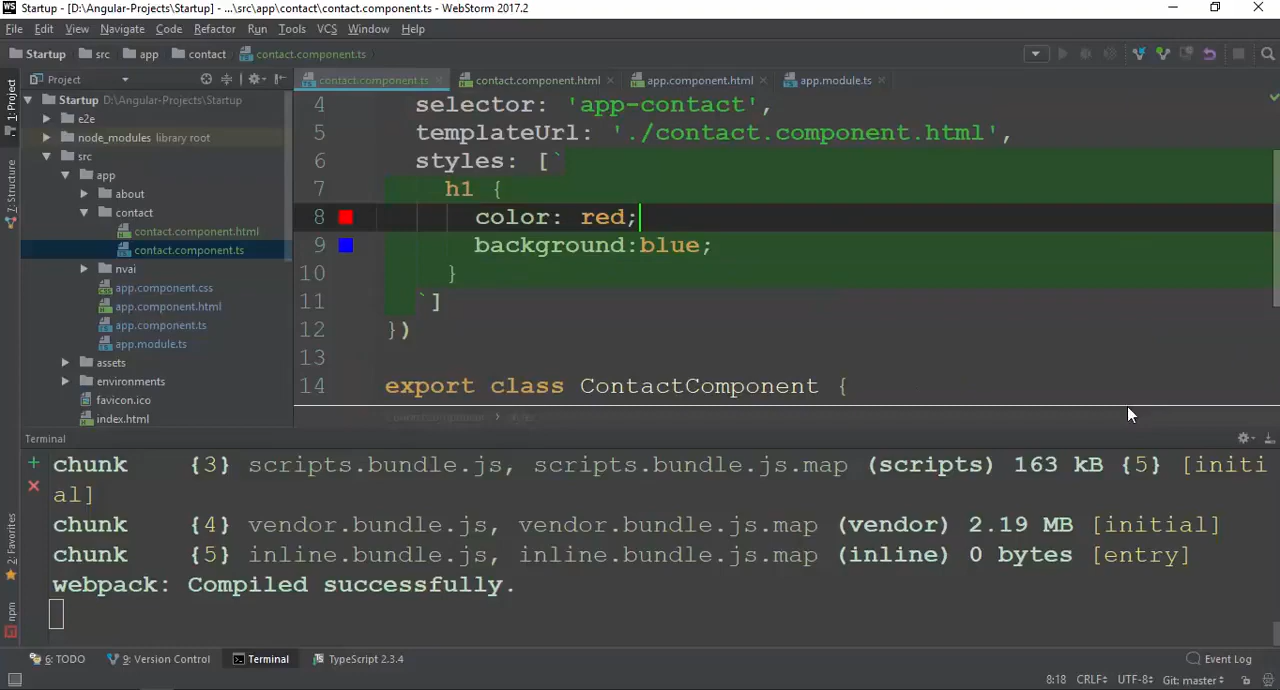 Startup - [D:\Angular-Projects\Startup] - ...\src\app\contact\contact.component.ts - WebStorm 2017.2
File Edit View Navigate Code Refactor Run Tools VCS Window Help
Startup src app contact contact.component.ts
Project
contact.component.ts contact.component.html app.component.html app.module.ts
1: Project
7: Structure
2: Favorites
npm
Startup D:\Angular-Projects\Startup
e2e
node_modules library root
src
app
about
contact
contact.component.html
contact.component.ts
nvai
app.component.css
app.component.html
app.component.ts
app.module.ts
assets
environments
favicon.ico
index.html
4 selector: 'app-contact',
5 templateUrl: './contact.component.html',
6 styles: [`
7 h1 {
8 color: red;
9 background:blue;
10 }
11 `]
12 })
13
14 export class ContactComponent {
Terminal
chunk {3} scripts.bundle.js, scripts.bundle.js.map (scripts) 163 kB {5} [initi
al]
chunk {4} vendor.bundle.js, vendor.bundle.js.map (vendor) 2.19 MB [initial]
chunk {5} inline.bundle.js, inline.bundle.js.map (inline) 0 bytes [entry]
webpack: Compiled successfully.
6: TODO 9: Version Control Terminal TypeScript 2.3.4 Event Log
8:18 CRLF÷ UTF-8÷ Git: master÷